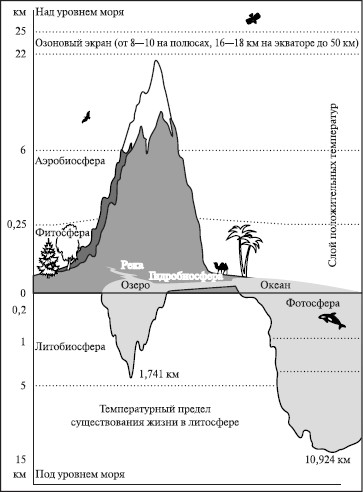 км Над уровнем моря
25
Озоновый экран (от 8—10 на полюсах, 16—18 км на экваторе до 50 км)
22
Слой положительных температур
6
Аэробиосфера
0,25
Фитосфера
Река
Гидробиосфера
Озеро
Океан
0
0,2
Фотосфера
1
Литобиосфера
1,741 км
5
Температурный предел
существования жизни в литосфере
15
10,924 км
км Под уровнем моря